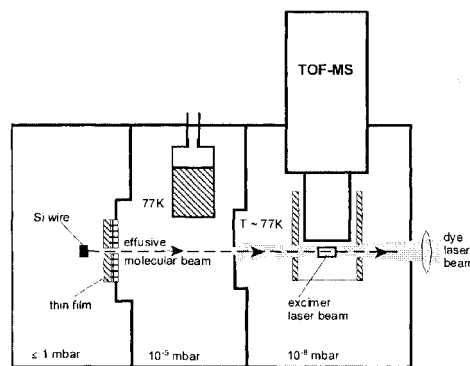 TOF-MS
77K
Si wire
effusive
molecular beam
T ~ 77K
dye
laser
beam
thin film
excimer
laser beam
≤ 1 mbar
10⁻⁵ mbar
10⁻⁸ mbar